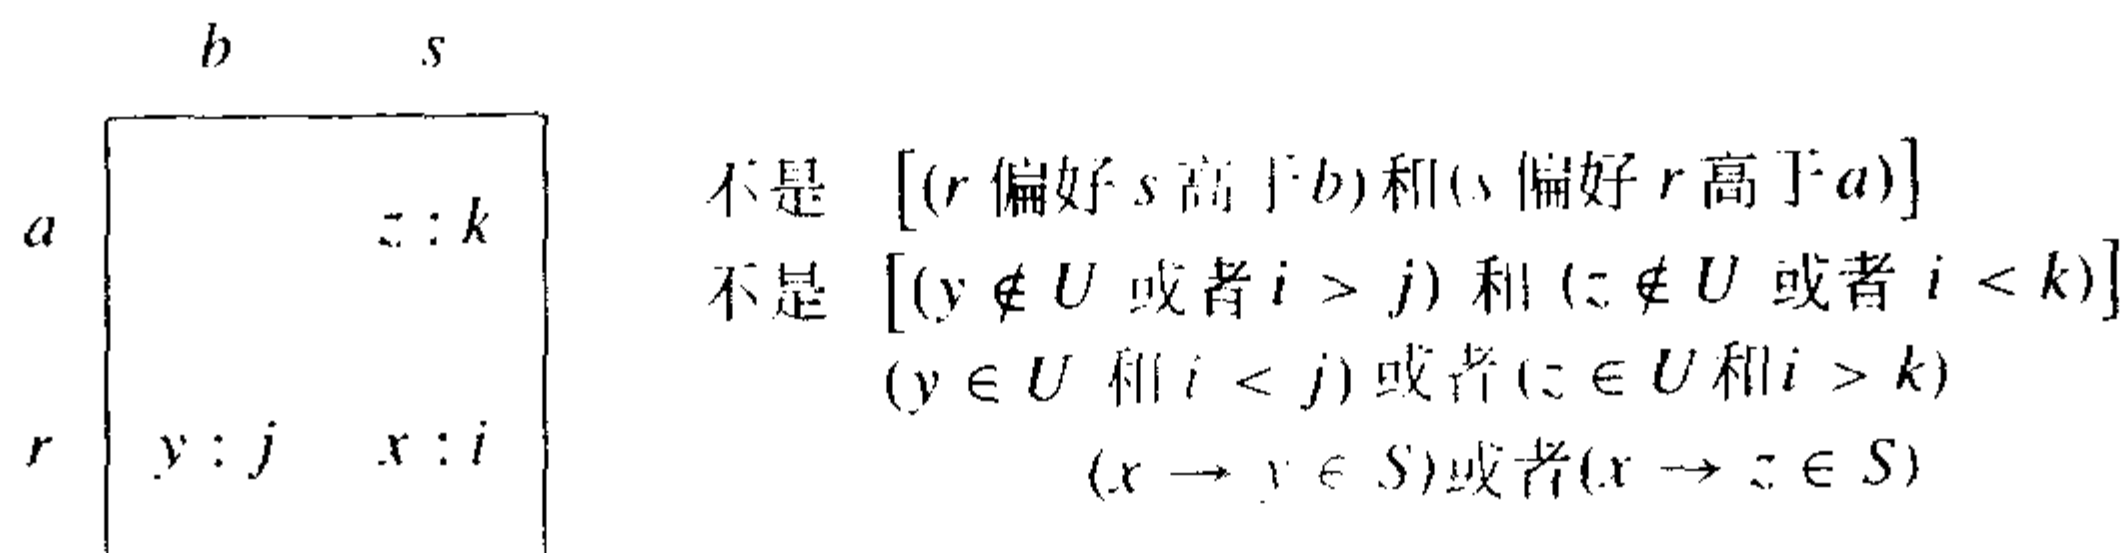 b s
不是 [(r 偏好 s 高于 b) 和 (s 偏好 r 高于 a)]
a z : k
不是 [(y ∉ U 或者 i > j) 和 (z ∉ U 或者 i < k)]
(y ∈ U 和 i < j) 或者 (z ∈ U 和 i > k)
r y : j x : i
(x → y ∈ S) 或者 (x → z ∈ S)